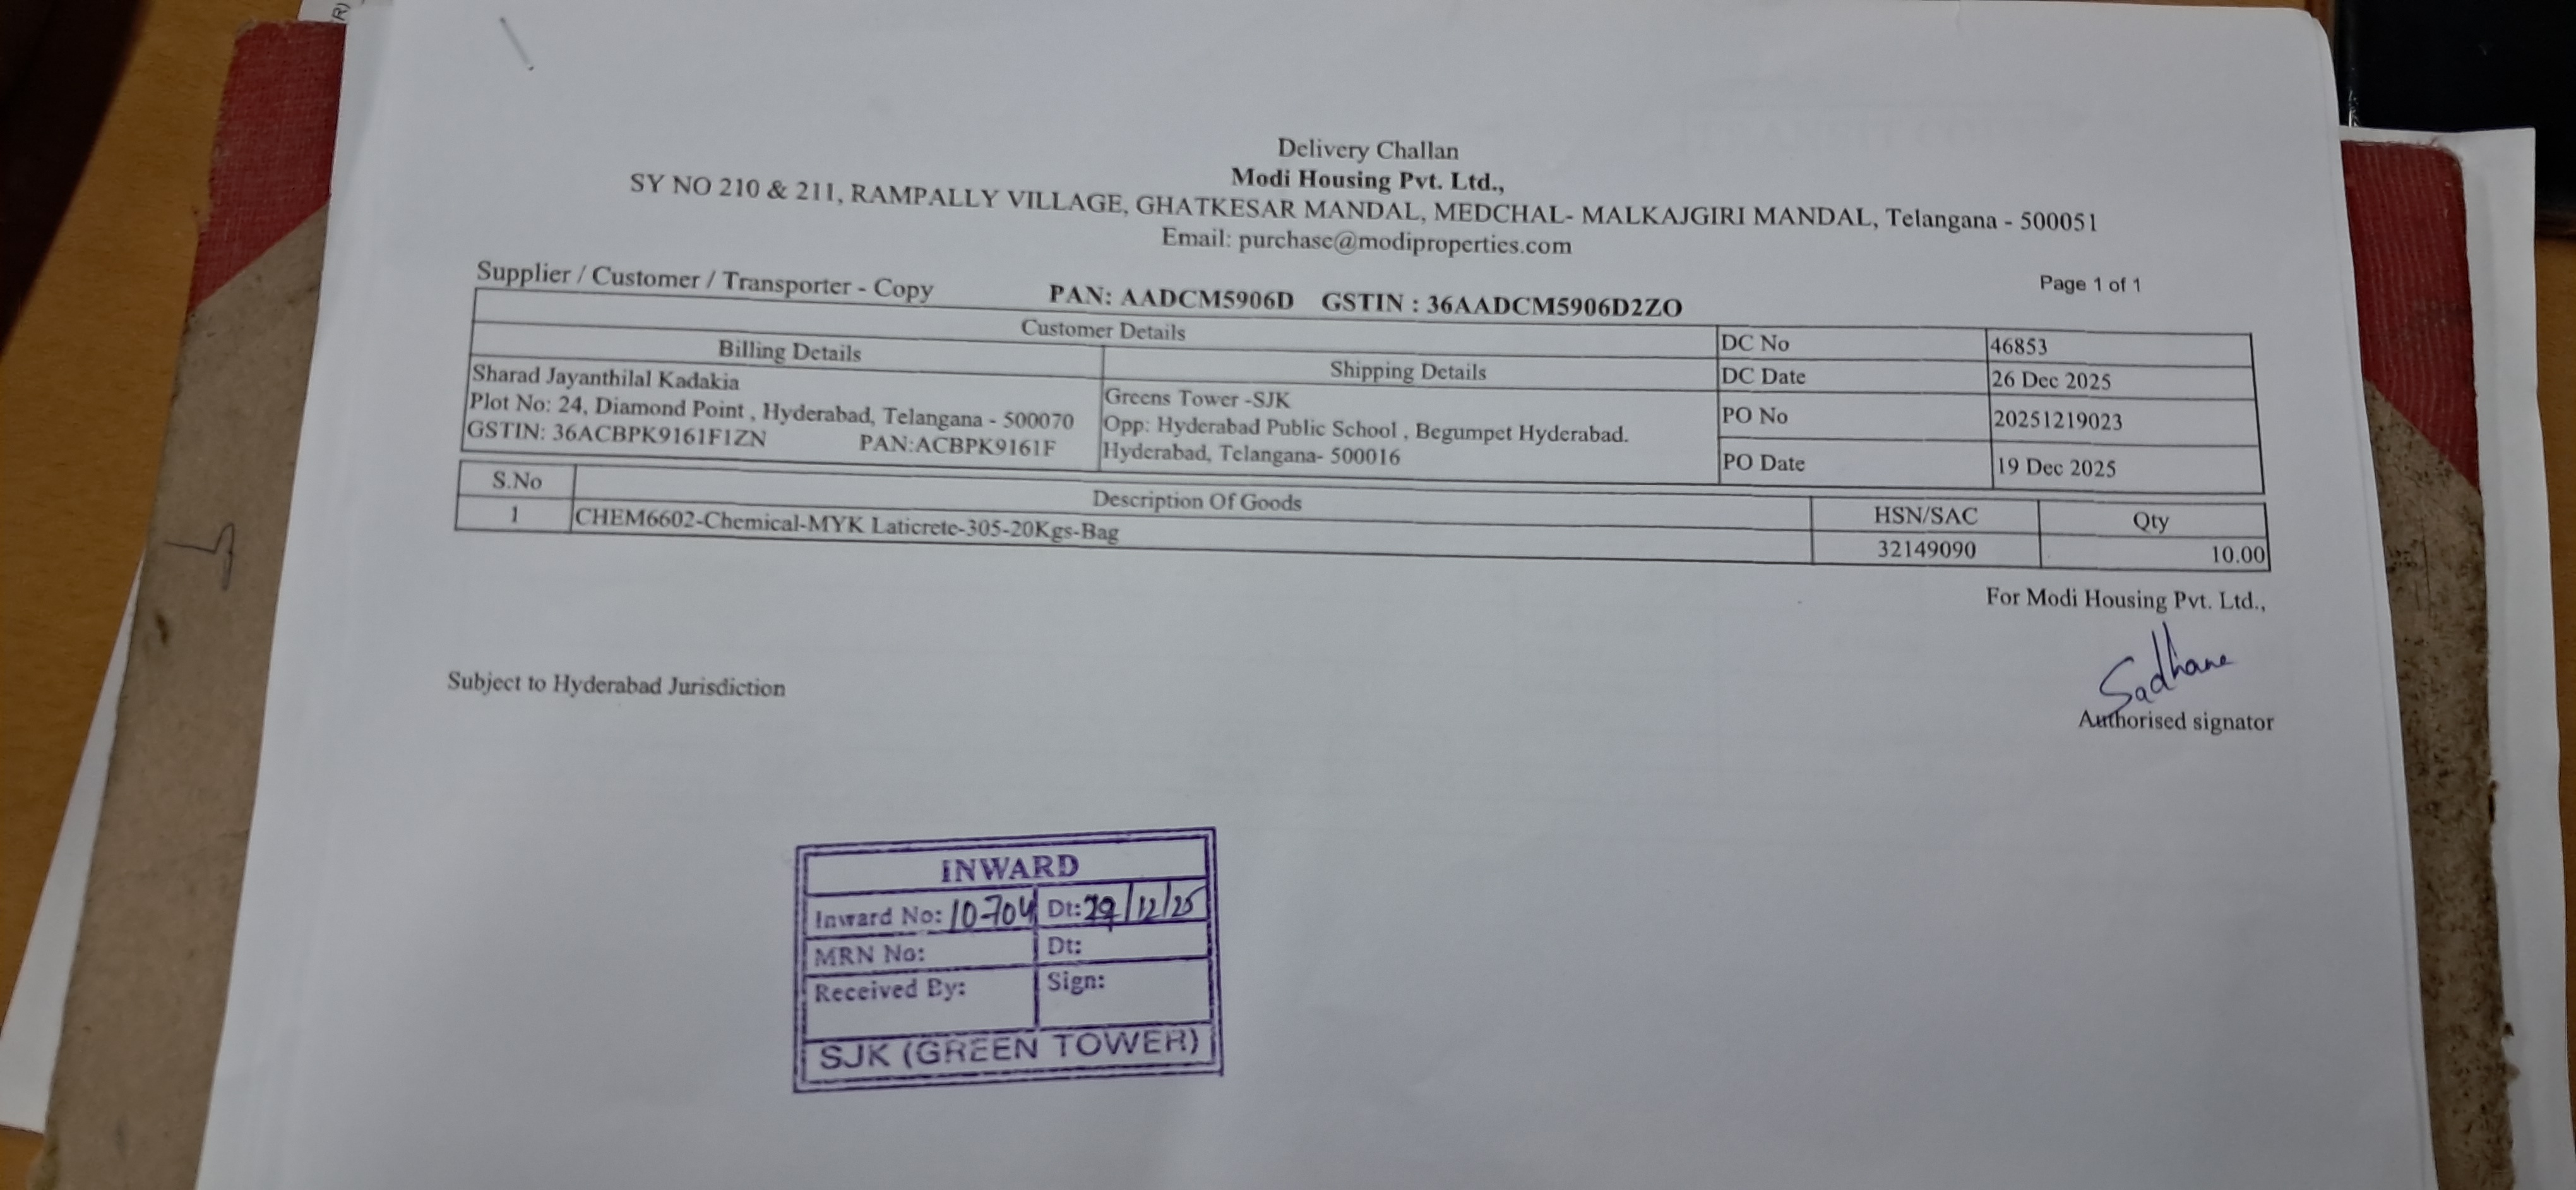 R)
Delivery Challan
Modi Housing Pvt. Ltd.,
SY NO 210 & 211, RAMPALLY VILLAGE, GHATKESAR MANDAL, MEDCHAL- MALKAJGIRI MANDAL, Telangana - 500051
Email: purchase@modiproperties.com
Page 1 of 1
Supplier / Customer / Transporter - Copy PAN: AADCM5906D GSTIN : 36AADCM5906D2ZO
Customer Details
Billing Details
Sharad Jayanthilal Kadakia
Plot No: 24, Diamond Point , Hyderabad, Telangana - 500070
GSTIN: 36ACBPK9161F1ZN PAN:ACBPK9161F
Shipping Details
Greens Tower -SJK
Opp: Hyderabad Public School , Begumpet Hyderabad.
Hyderabad, Telangana- 500016
DC No 46853
DC Date 26 Dec 2025
PO No 20251219023
PO Date 19 Dec 2025
S.No Description Of Goods HSN/SAC Qty
1 CHEM6602-Chemical-MYK Laticrete-305-20Kgs-Bag 32149090 10.00
For Modi Housing Pvt. Ltd.,
Sadhane
Authorised signator
Subject to Hyderabad Jurisdiction
INWARD
Inward No: 10704 Dt: 29/12/25
MRN No: Dt:
Received By: Sign:
SJK (GREEN TOWER)